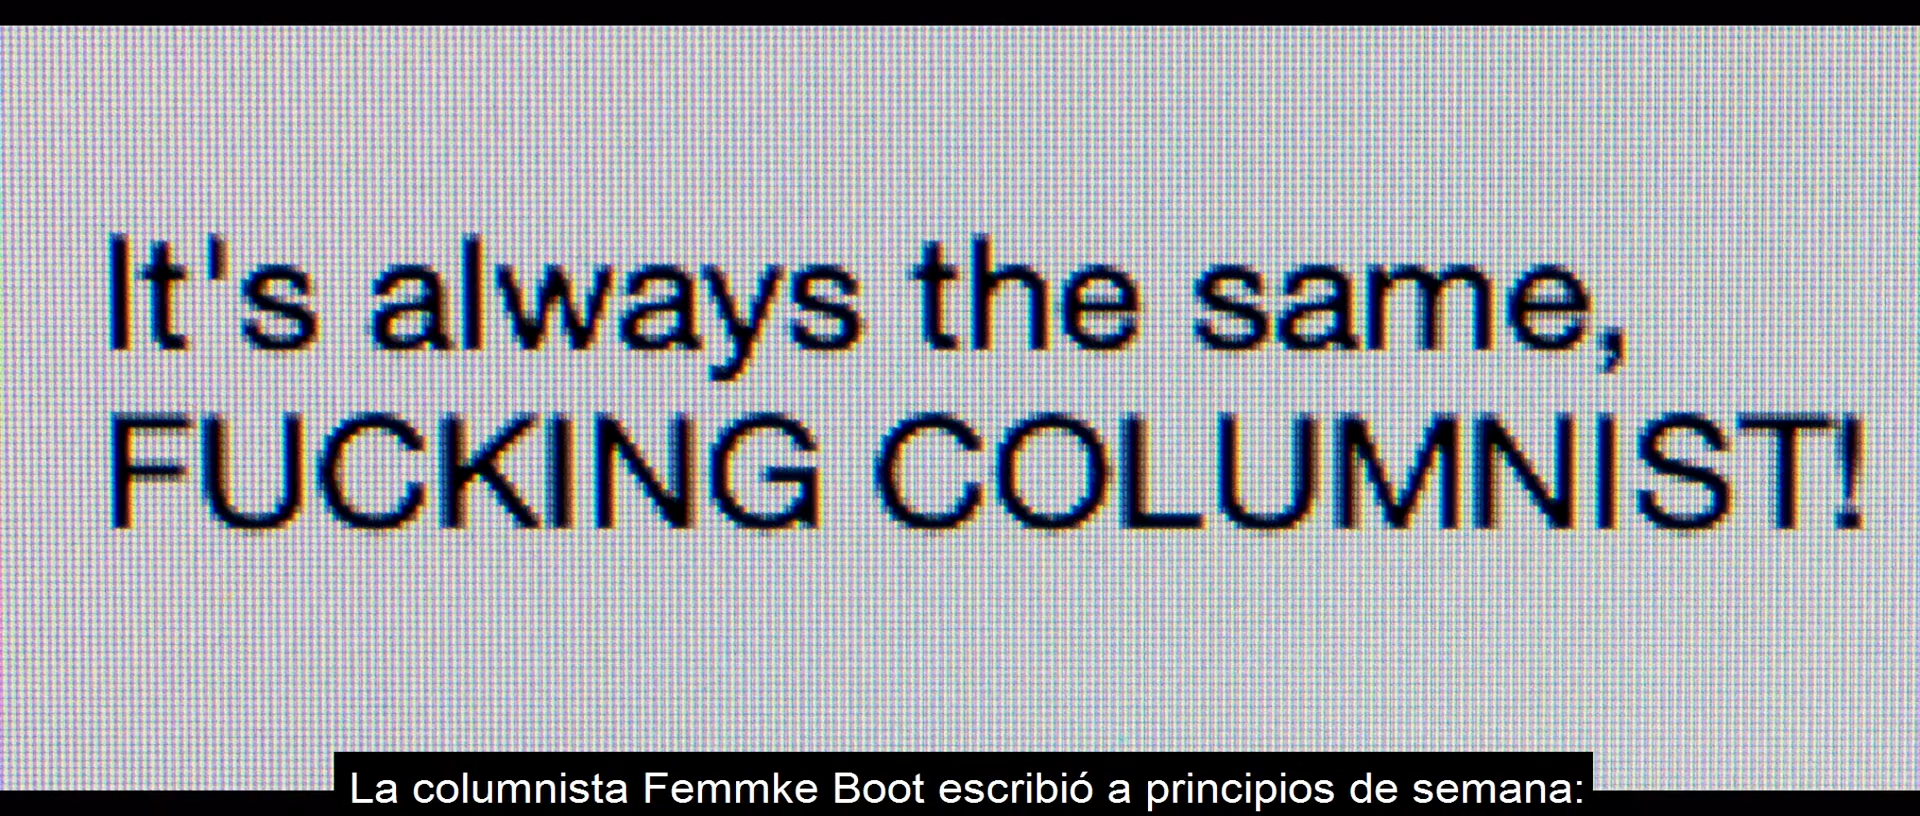 It's always the same,
FUCKING COLUMNIST!
La columnista Femmke Boot escribió a principios de semana: